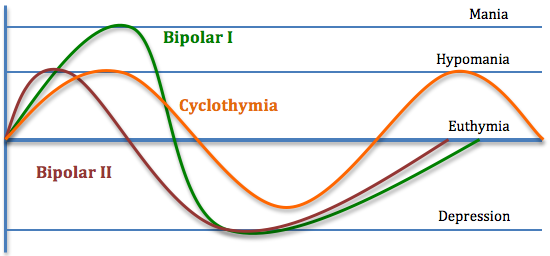 Mania
Bipolar I
Hypomania
Cyclothymia
Euthymia
Bipolar II
Depression